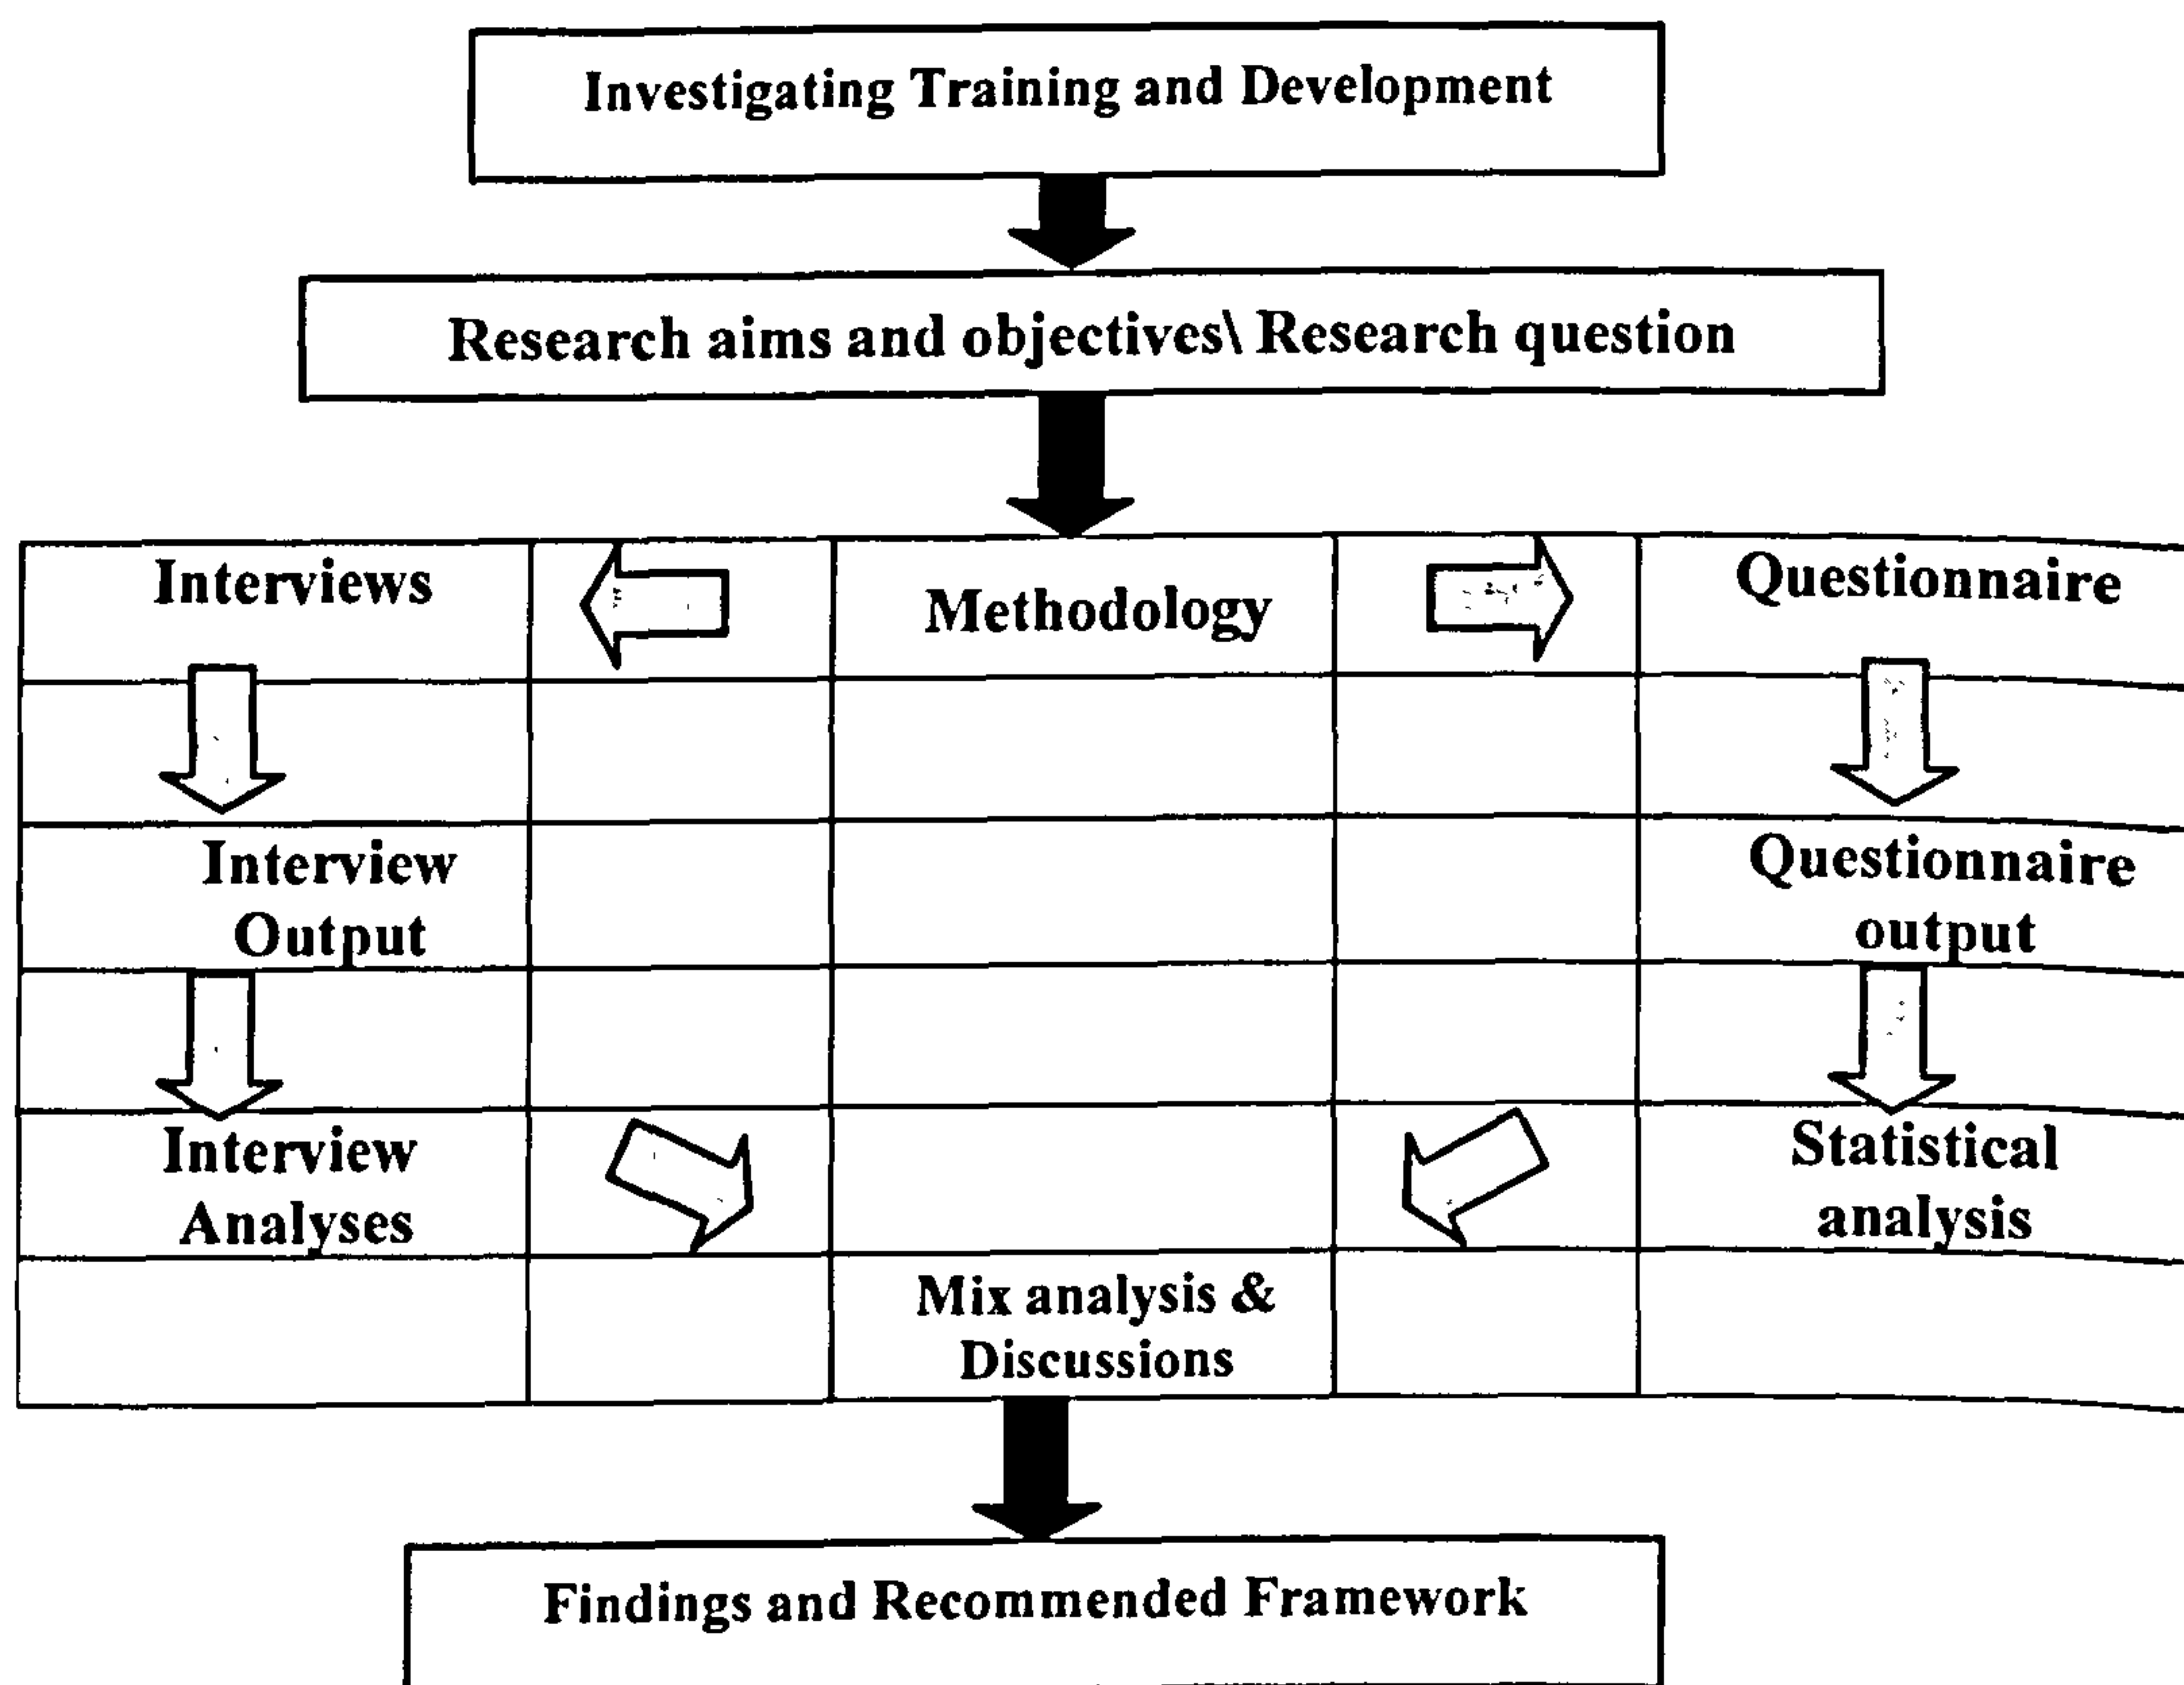 Investigating Training and Development
Research aims and objectives\ Research question
Interviews
Methodology
Questionnaire
Interview
Output
Questionnaire
output
Interview
Analyses
Statistical
analysis
Mix analysis &
Discussions
Findings and Recommended Framework